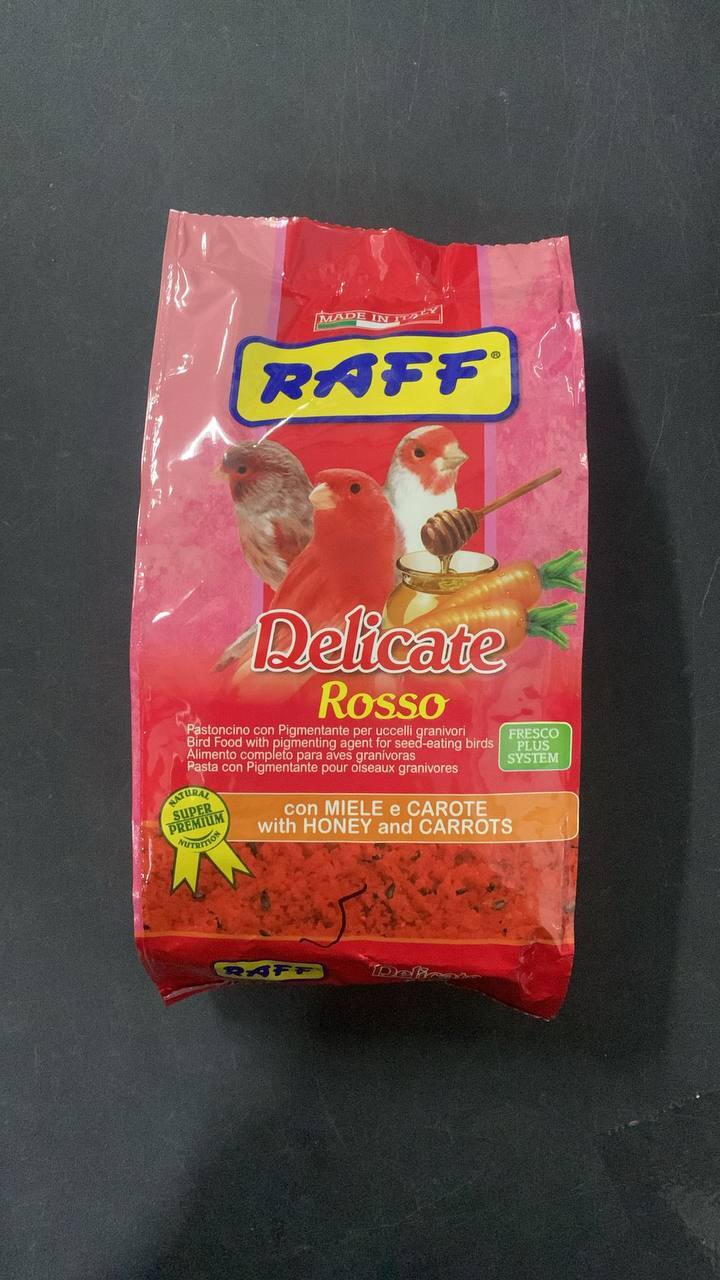 MADE IN ITALY
RAFF®
Delicate
Rosso
Pastoncino con Pigmentante per uccelli granivori
Bird Food with pigmenting agent for seed-eating birds
Alimento completo para aves granívoras
Pasta con Pigmentante pour oiseaux granivores
FRESCO
PLUS
SYSTEM
NATURAL
SUPER
PREMIUM
NUTRITION
con MIELE e CAROTE
with HONEY and CARROTS
RAFF
Delicate